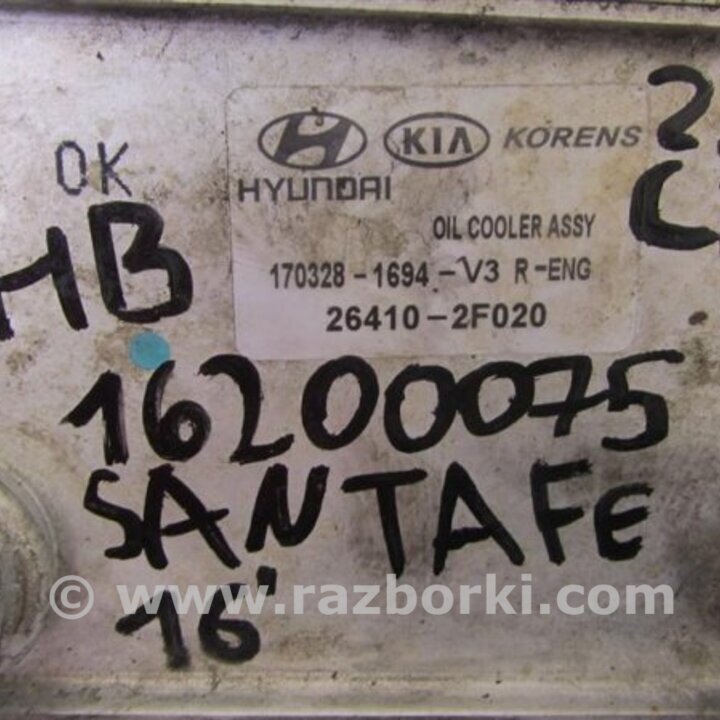 OK
HYUNDAI
KIA KORENS
OIL COOLER ASSY
170328-1694-V3 R-ENG
26410-2F020
HB
16200075
SANTAFE
16'
© www.razborki.com